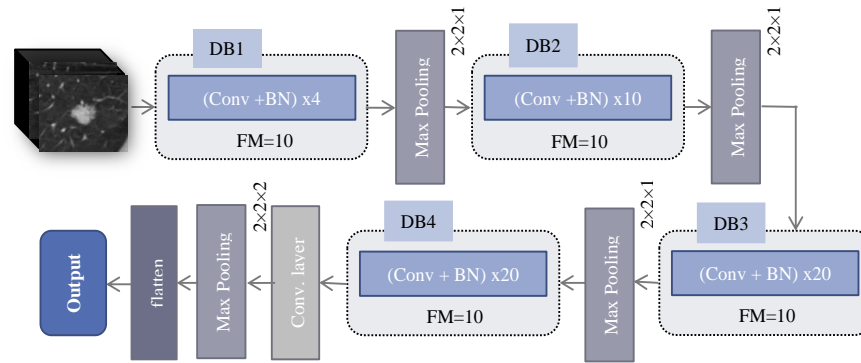 DB1
(Conv +BN) x4
FM=10
Max Pooling
2×2×1
DB2
(Conv +BN) x10
FM=10
Max Pooling
2×2×1
DB3
(Conv + BN) x20
FM=10
Max Pooling
2×2×1
DB4
(Conv + BN) x20
FM=10
Conv. layer
Max Pooling
2×2×2
flatten
Output